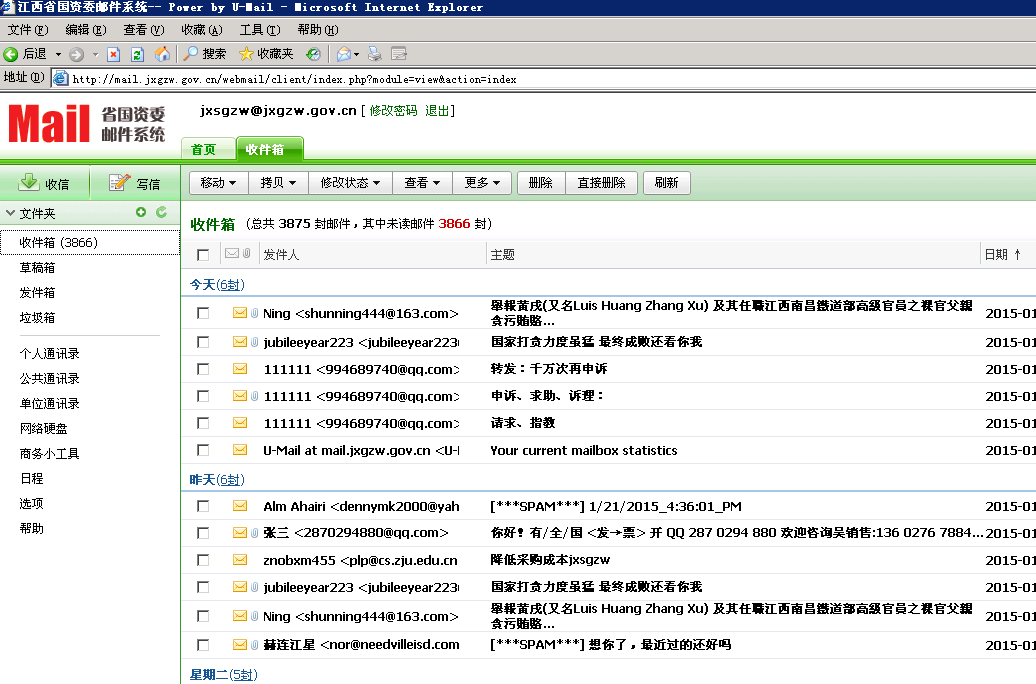 江西省国资委邮件系统-- Power by U-Mail - Microsoft Internet Explorer
文件(F) 编辑(E) 查看(V) 收藏(A) 工具(T) 帮助(H)
后退 搜索 收藏夹
地址(D) http://mail.jxgzw.gov.cn/webmail/client/index.php?module=view&action=index
Mail 省国资委
邮件系统
jxsgzw@jxgzw.gov.cn [ 修改密码 退出]
首页 收件箱
收信 写信 移动 拷贝 修改状态 查看 更多 删除 直接删除 刷新
文件夹
收件箱 (总共 3875 封邮件，其中未读邮件 3866 封)
收件箱 (3866)
草稿箱
发件箱
垃圾箱
个人通讯录
公共通讯录
单位通讯录
网络硬盘
商务小工具
日程
选项
帮助
发件人 主题 日期 ↑
今天(6封)
Ning <shunning444@163.com> 舉報黄戌(又名Luis Huang Zhang Xu) 及其任職江西南昌鐵道部高級官員之裸官父親
貪污賄賂... 2015-01
jubileeyear223 <jubileeyear223 国家打贪力度虽猛 最终成败还看你我 2015-01
111111 <994689740@qq.com> 转发：千万次再申诉 2015-01
111111 <994689740@qq.com> 申诉、求助、诉理： 2015-01
111111 <994689740@qq.com> 请求、指教 2015-01
U-Mail at mail.jxgzw.gov.cn <U-I Your current mailbox statistics 2015-01
昨天(6封)
Alm Ahairi <dennymk2000@yah [***SPAM***] 1/21/2015_4:36:01_PM 2015-01
张三 <2870294880@qq.com> 你好！有/全/国 <发→票> 开 QQ 287 0294 880 欢迎咨询吴销售:136 0276 7884... 2015-01
znobxm455 <plp@cs.zju.edu.cn 降低采购成本jxsgzw 2015-01
jubileeyear223 <jubileeyear223 国家打贪力度虽猛 最终成败还看你我 2015-01
Ning <shunning444@163.com> 舉報黄戌(又名Luis Huang Zhang Xu) 及其任職江西南昌鐵道部高級官員之裸官父親
貪污賄賂... 2015-01
赫连江星 <nor@needvilleisd.com [***SPAM***] 想你了，最近过的还好吗 2015-01
星期二(5封)